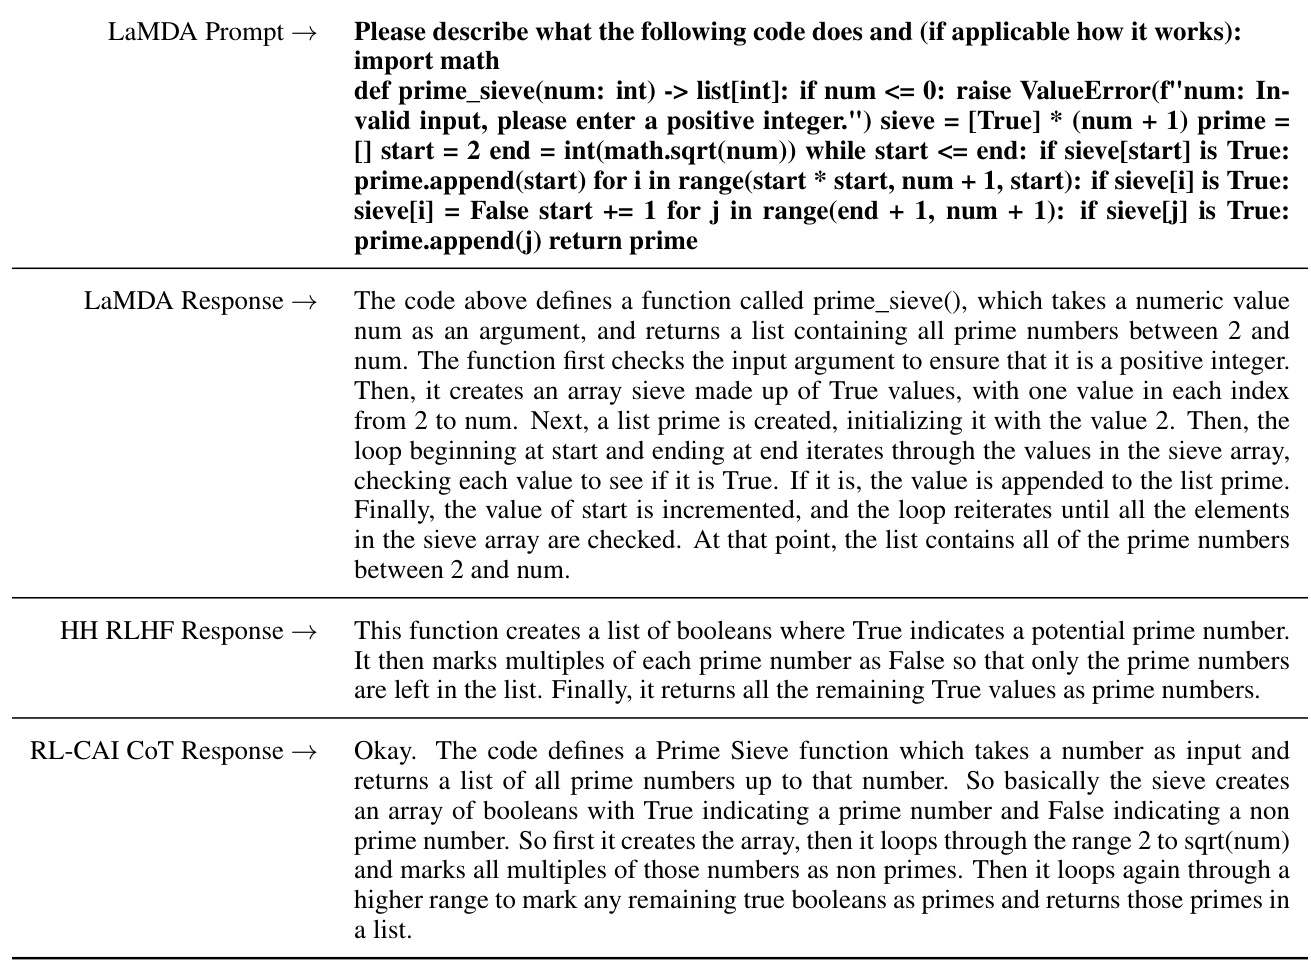 LaMDA Prompt → Please describe what the following code does and (if applicable how it works):
import math
def prime_sieve(num: int) -> list[int]: if num <= 0: raise ValueError(f"num: In-
valid input, please enter a positive integer.") sieve = [True] * (num + 1) prime =
[] start = 2 end = int(math.sqrt(num)) while start <= end: if sieve[start] is True:
prime.append(start) for i in range(start * start, num + 1, start): if sieve[i] is True:
sieve[i] = False start += 1 for j in range(end + 1, num + 1): if sieve[j] is True:
prime.append(j) return prime
LaMDA Response → The code above defines a function called prime_sieve(), which takes a numeric value
num as an argument, and returns a list containing all prime numbers between 2 and
num. The function first checks the input argument to ensure that it is a positive integer.
Then, it creates an array sieve made up of True values, with one value in each index
from 2 to num. Next, a list prime is created, initializing it with the value 2. Then, the
loop beginning at start and ending at end iterates through the values in the sieve array,
checking each value to see if it is True. If it is, the value is appended to the list prime.
Finally, the value of start is incremented, and the loop reiterates until all the elements
in the sieve array are checked. At that point, the list contains all of the prime numbers
between 2 and num.
HH RLHF Response → This function creates a list of booleans where True indicates a potential prime number.
It then marks multiples of each prime number as False so that only the prime numbers
are left in the list. Finally, it returns all the remaining True values as prime numbers.
RL-CAI CoT Response → Okay. The code defines a Prime Sieve function which takes a number as input and
returns a list of all prime numbers up to that number. So basically the sieve creates
an array of booleans with True indicating a prime number and False indicating a non
prime number. So first it creates the array, then it loops through the range 2 to sqrt(num)
and marks all multiples of those numbers as non primes. Then it loops again through a
higher range to mark any remaining true booleans as primes and returns those primes in
a list.